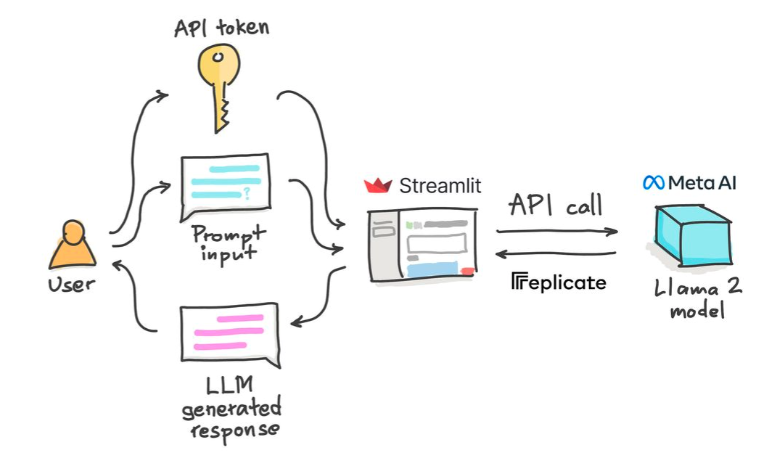 API token
?
Prompt
input
User
LLM
generated
response
Streamlit
API call
replicate
Meta AI
Llama 2
model